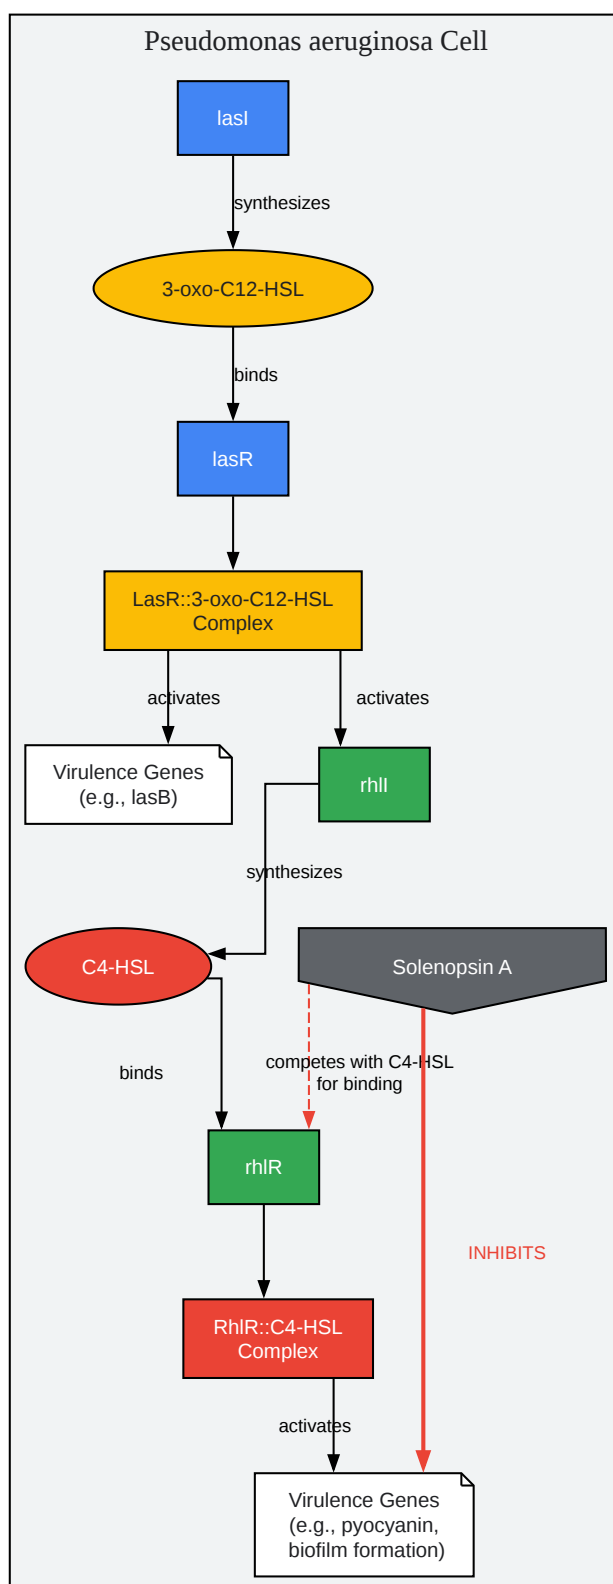 Pseudomonas aeruginosa Cell
lasI
synthesizes
3-oxo-C12-HSL
binds
lasR
LasR::3-oxo-C12-HSL
Complex
activates
activates
Virulence Genes
(e.g., lasB)
rhlI
synthesizes
C4-HSL
Solenopsin A
competes with C4-HSL
for binding
binds
rhlR
INHIBITS
RhlR::C4-HSL
Complex
activates
Virulence Genes
(e.g., pyocyanin,
biofilm formation)